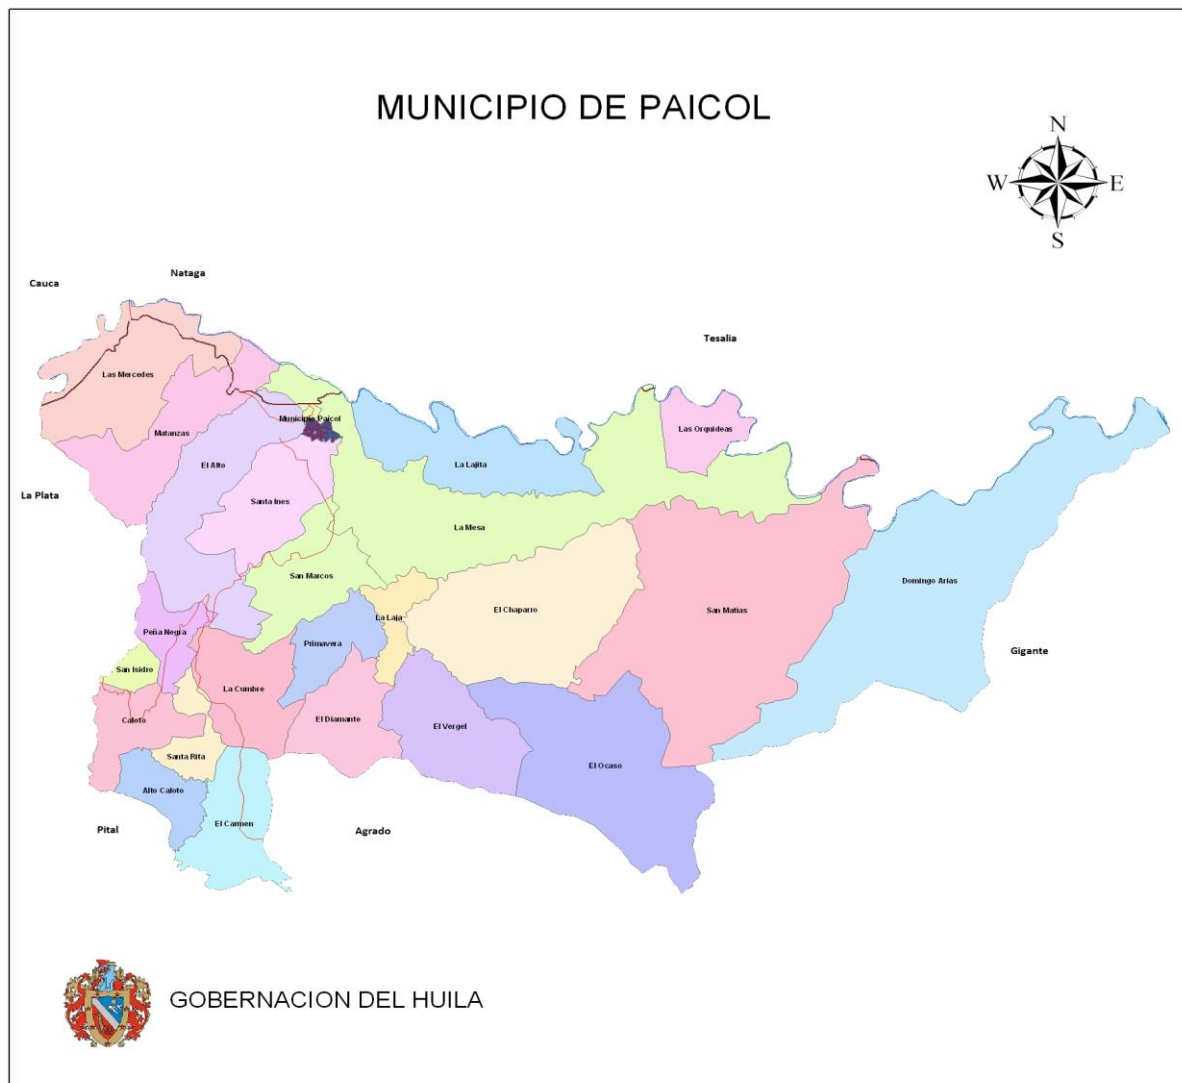 MUNICIPIO DE PAICOL
N
W
E
S
Nataga
Cauca
Tesalia
Las Mercedes
Municipio Paicol
Las Orquideas
Matanzas
El Alto
La Lajita
La Plata
Santa Ines
La Mesa
San Marcos
Domingo Arias
El Chaparro
San Matias
La Laja
Peña Negra
Primavera
Gigante
San Isidro
La Cumbre
Caloto
El Diamante
El Vergel
Santa Rita
El Ocaso
Alto Caloto
El Carmen
Pital
Agrado
GOBERNACION DEL HUILA